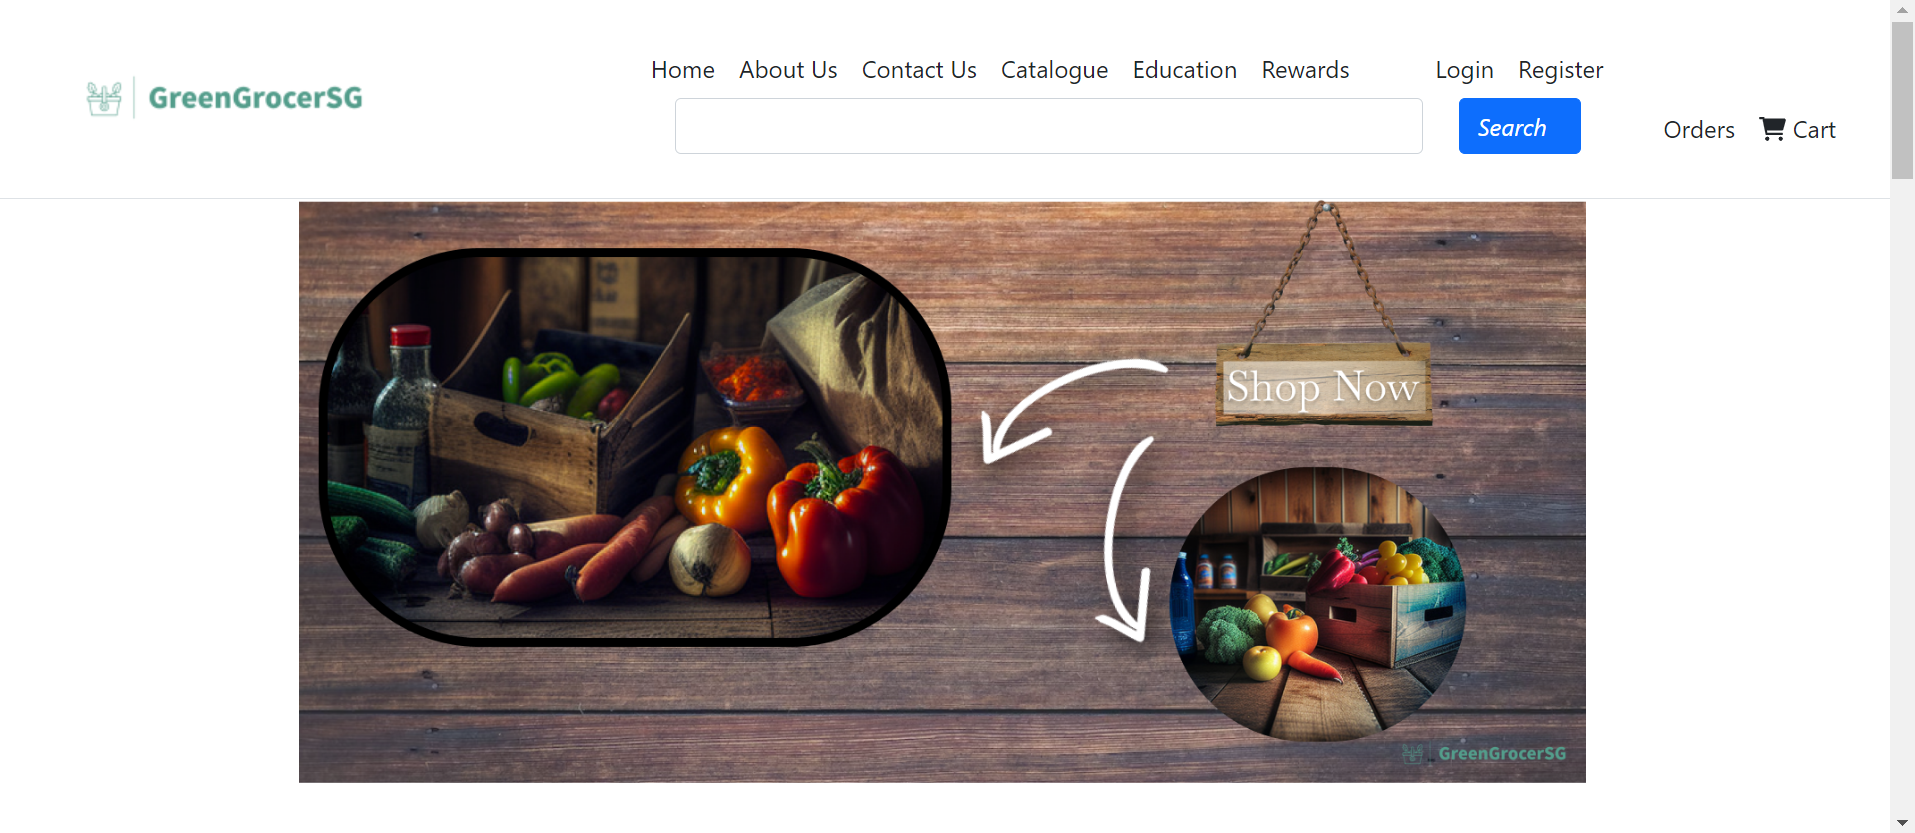 GreenGrocerSG
Home About Us Contact Us Catalogue Education Rewards Login Register
Search
Orders Cart
Shop Now
GreenGrocerSG